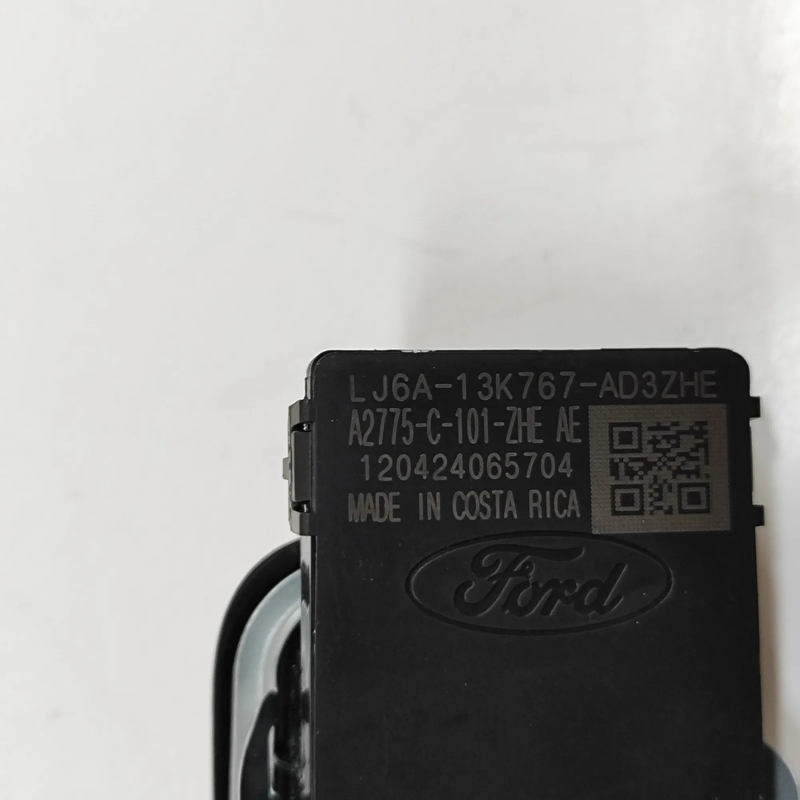 LJ6A-13K767-AD3ZHE
A2775-C-101-ZHE AE
120424065704
MADE IN COSTA RICA
Ford